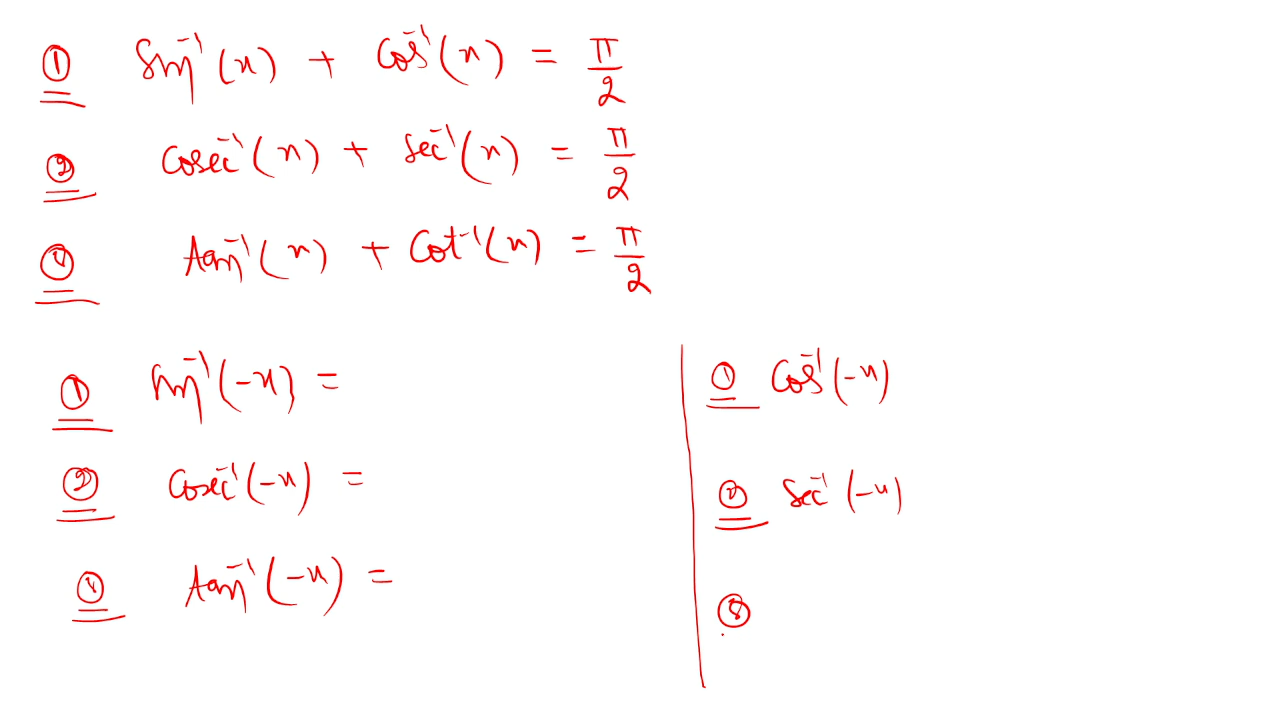 ① Sin⁻¹(x) + Cos⁻¹(x) = π/2
② Cosec⁻¹(x) + Sec⁻¹(x) = π/2
③ tan⁻¹(x) + Cot⁻¹(x) = π/2
① Sin⁻¹(-x) =
② Cosec⁻¹(-x) =
③ tan⁻¹(-x) =
① Cos⁻¹(-x)
② Sec⁻¹(-x)
③